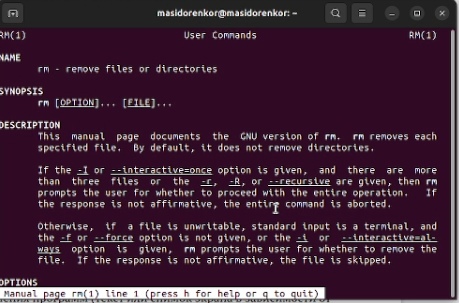 masidorenkor@masidorenkor: ~
RM(1) User Commands RM(1)
NAME
rm - remove files or directories
SYNOPSIS
rm [OPTION]... [FILE]...
DESCRIPTION
This manual page documents the GNU version of rm. rm removes each
specified file. By default, it does not remove directories.
If the -I or --interactive=once option is given, and there are more
than three files or the -r, -R, or --recursive are given, then rm
prompts the user for whether to proceed with the entire operation. If
the response is not affirmative, the entire command is aborted.
Otherwise, if a file is unwritable, standard input is a terminal, and
the -f or --force option is not given, or the -i or --interactive=al‐
ways option is given, rm prompts the user for whether to remove the
file. If the response is not affirmative, the file is skipped.
OPTIONS
Manual page rm(1) line 1 (press h for help or q to quit)